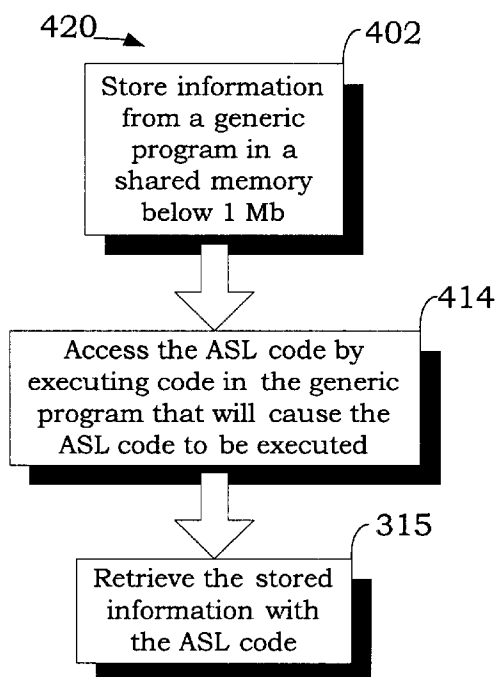 420
402
Store information
from a generic
program in a
shared memory
below 1 Mb
414
Access the ASL code by
executing code in the generic
program that will cause the
ASL code to be executed
315
Retrieve the stored
information with
the ASL code